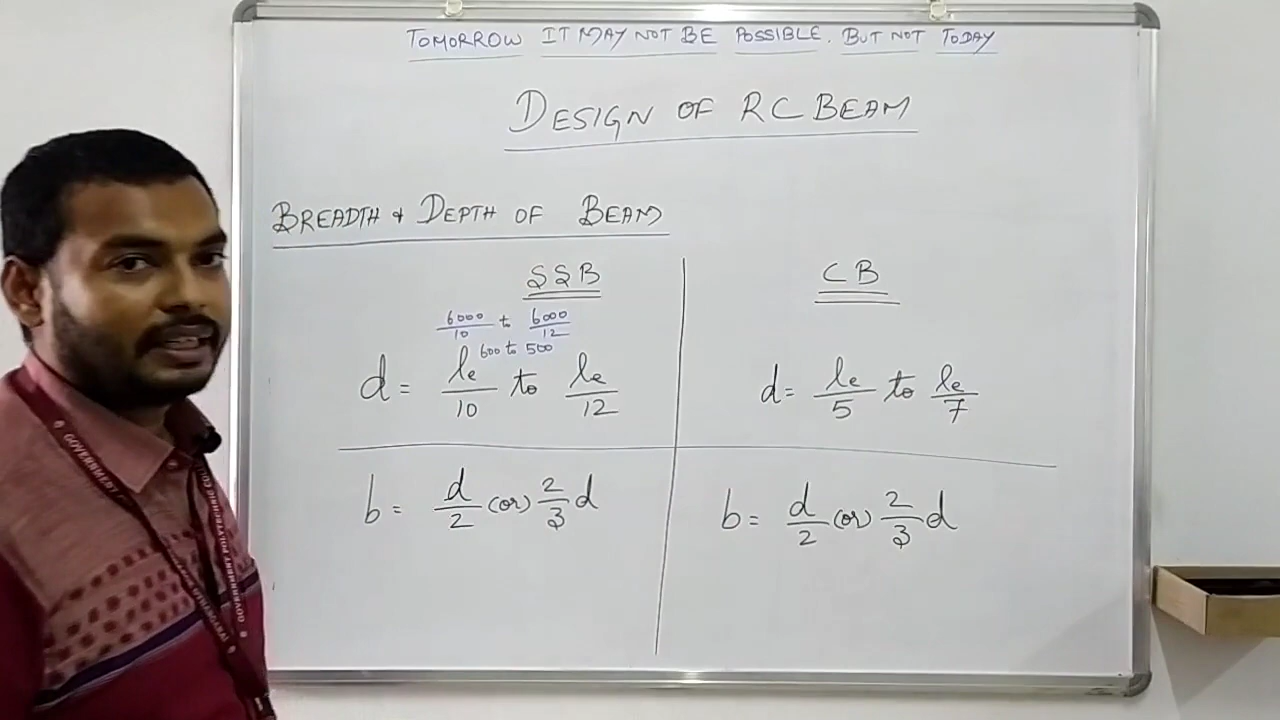 TOMORROW IT MAY NOT BE POSSIBLE. BUT NOT TODAY
DESIGN OF RC BEAM
BREADTH & DEPTH OF BEAM
SSB
6000/10 to 6000/12
600 to 500
d = le/10 to le/12
b = d/2 (or) 2/3 d
CB
d = le/5 to le/7
b = d/2 (or) 2/3 d